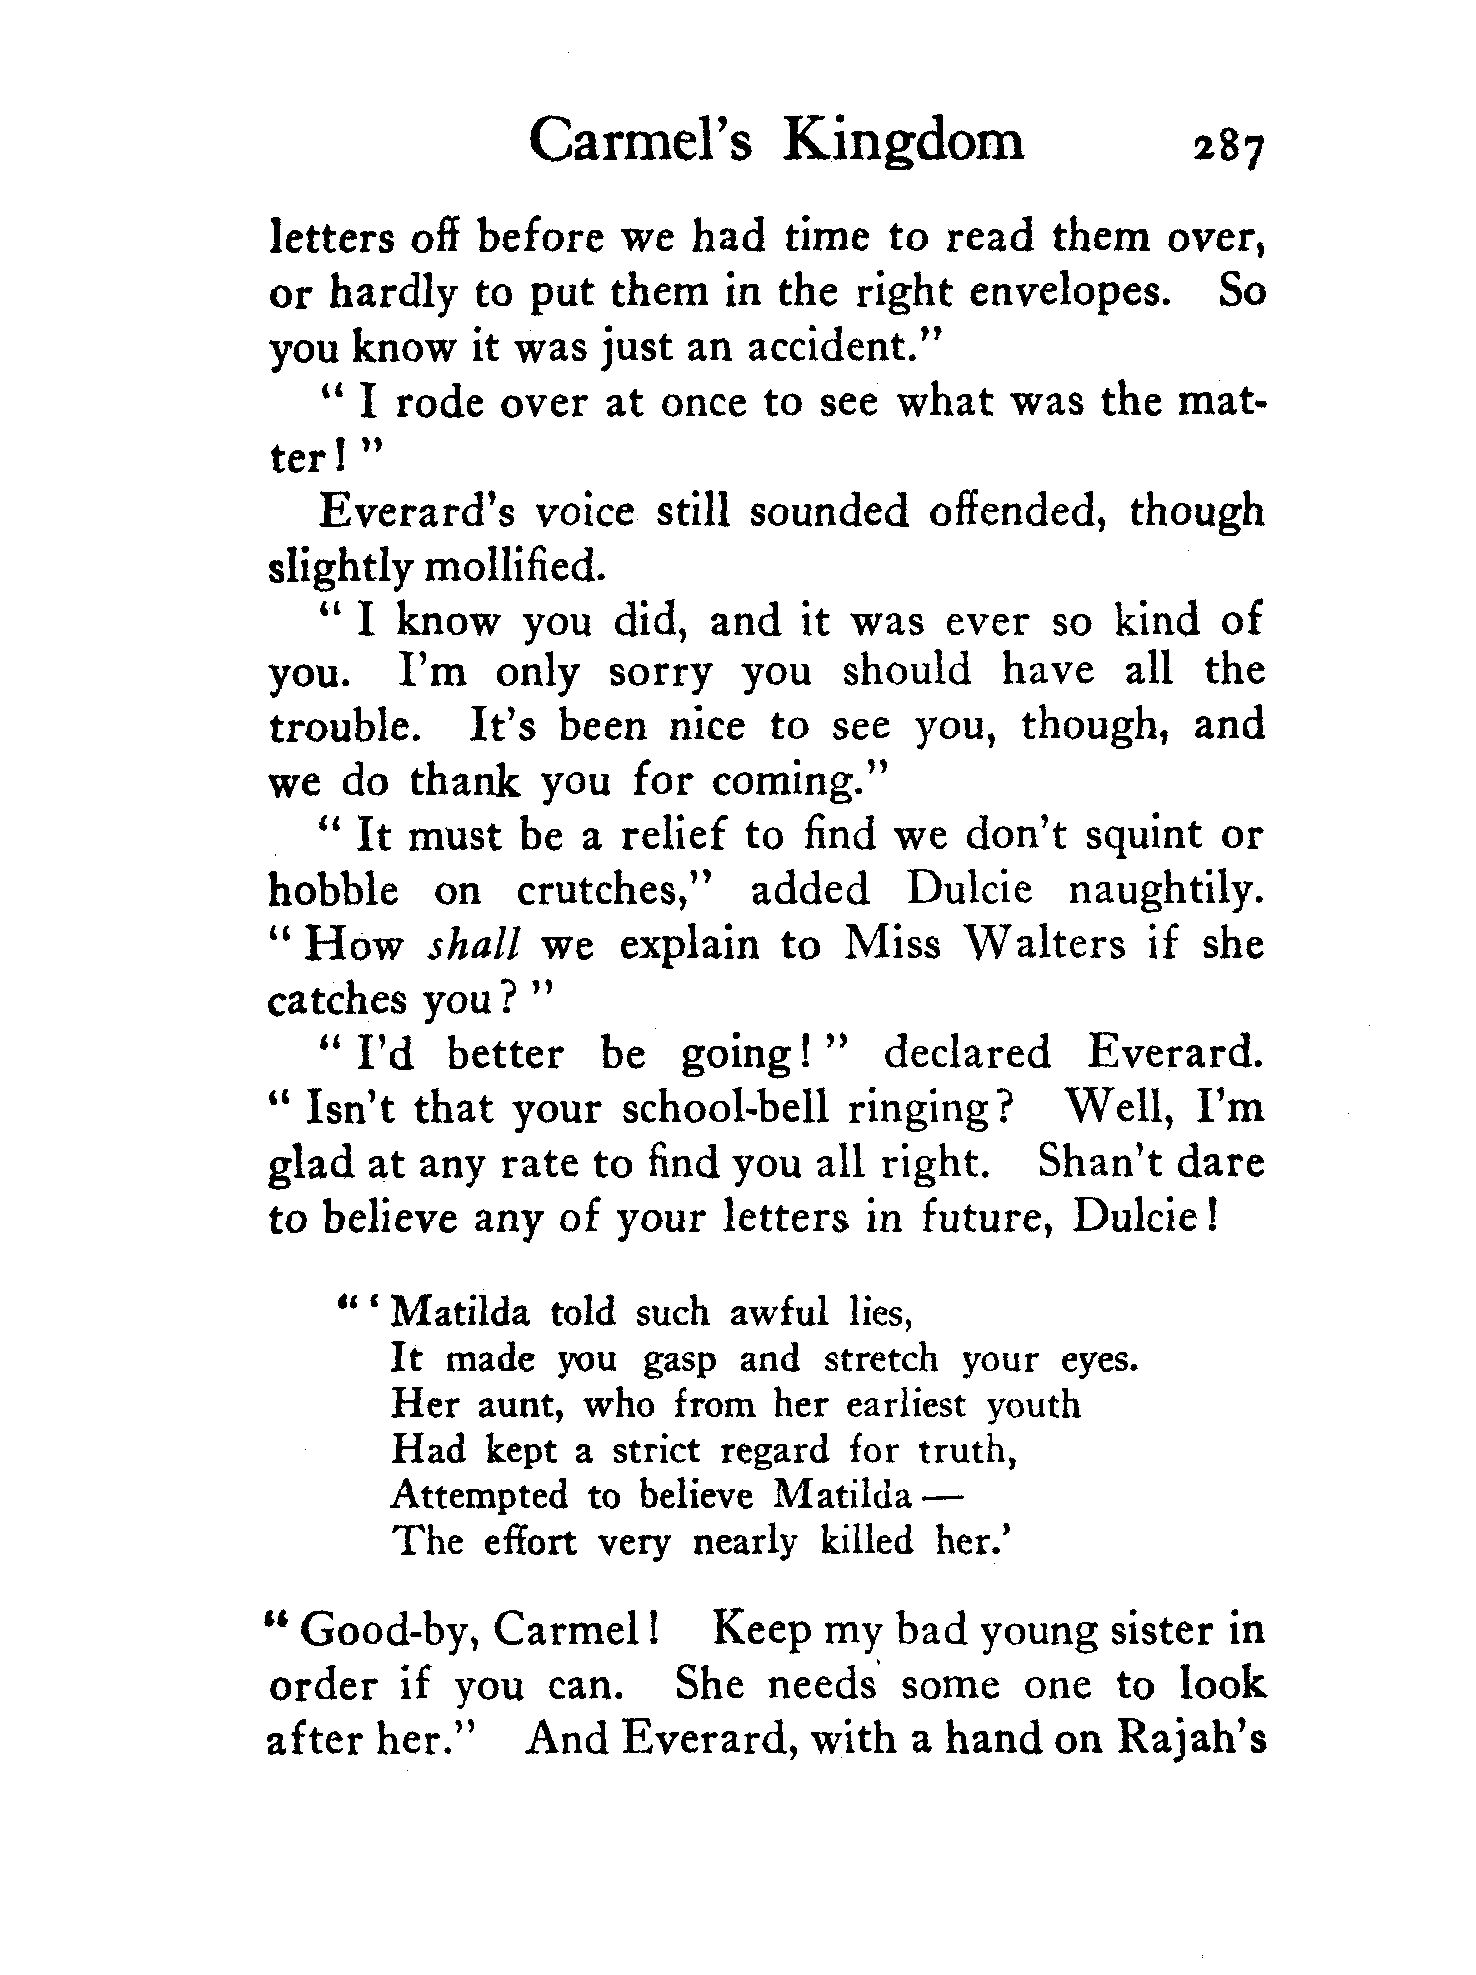 Carmel's Kingdom 287
letters off before we had time to read them over,
or hardly to put them in the right envelopes. So
you know it was just an accident."
" I rode over at once to see what was the mat-
ter! "
Everard's voice still sounded offended, though
slightly mollified.
" I know you did, and it was ever so kind of
you. I'm only sorry you should have all the
trouble. It's been nice to see you, though, and
we do thank you for coming."
" It must be a relief to find we don't squint or
hobble on crutches," added Dulcie naughtily.
" How shall we explain to Miss Walters if she
catches you? "
" I'd better be going! " declared Everard.
" Isn't that your school-bell ringing? Well, I'm
glad at any rate to find you all right. Shan't dare
to believe any of your letters in future, Dulcie!
" ' Matilda told such awful lies,
It made you gasp and stretch your eyes.
Her aunt, who from her earliest youth
Had kept a strict regard for truth,
Attempted to believe Matilda —
The effort very nearly killed her.'
" Good-by, Carmel! Keep my bad young sister in
order if you can. She needs some one to look
after her." And Everard, with a hand on Rajah's